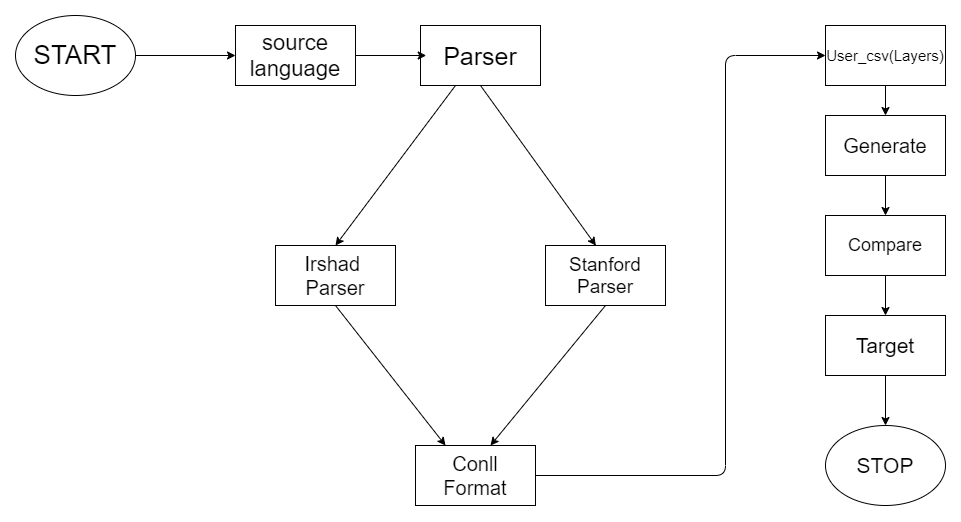 START
source
language
Parser
Irshad
Parser
Stanford
Parser
Conll
Format
User_csv(Layers)
Generate
Compare
Target
STOP